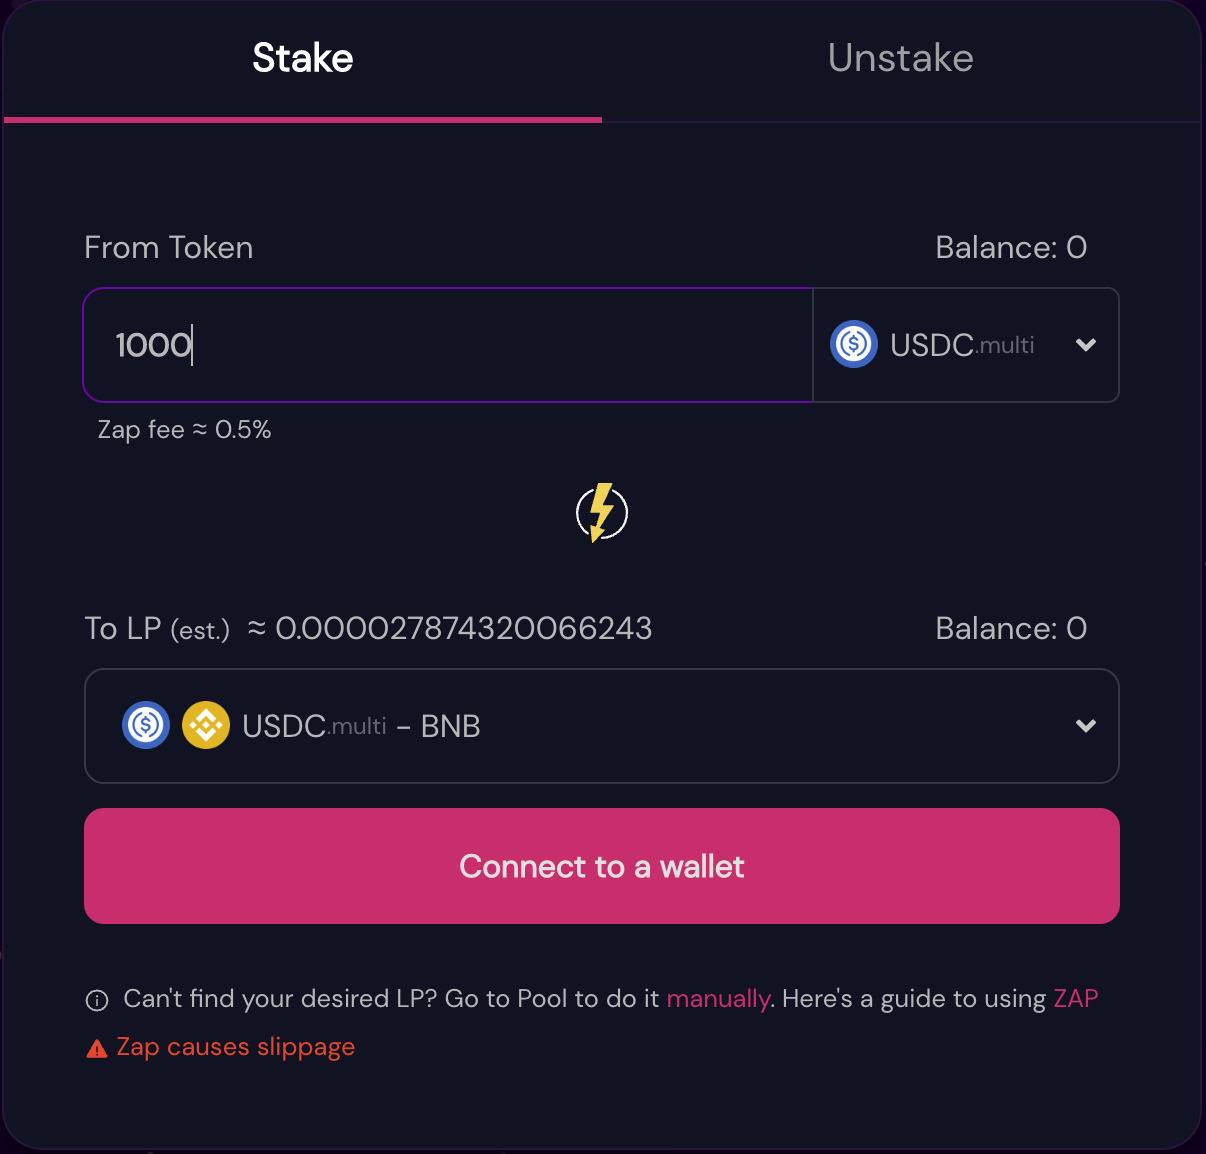 Stake Unstake
From Token Balance: 0
1000 USDC.multi
Zap fee ≈ 0.5%
To LP (est.) ≈ 0.000027874320066243 Balance: 0
USDC.multi – BNB
Connect to a wallet
Can't find your desired LP? Go to Pool to do it manually. Here's a guide to using ZAP
Zap causes slippage